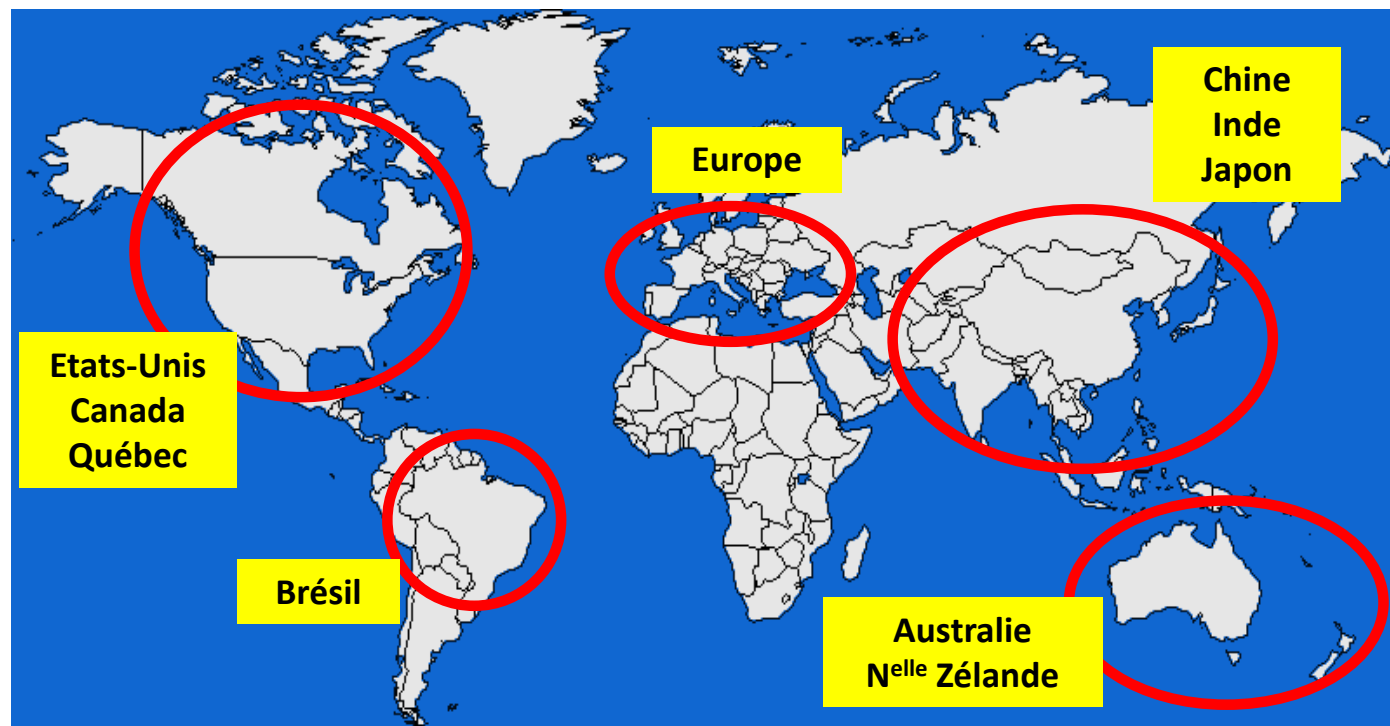 Chine
Inde
Japon
Europe
Etats-Unis
Canada
Québec
Brésil
Australie
Nelle Zélande